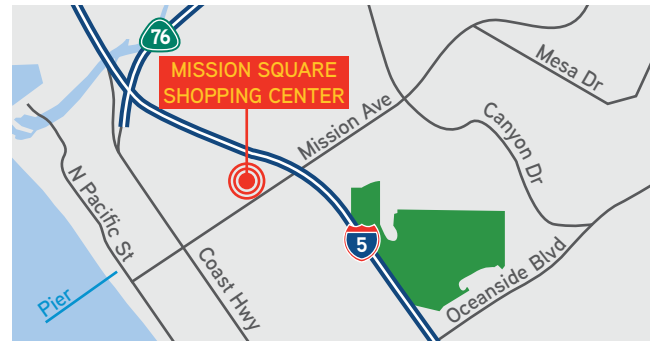 76
MISSION SQUARE
SHOPPING CENTER
Mission Ave
Mesa Dr
Canyon Dr
N Pacific St
Coast Hwy
5
Oceanside Blvd
Pier